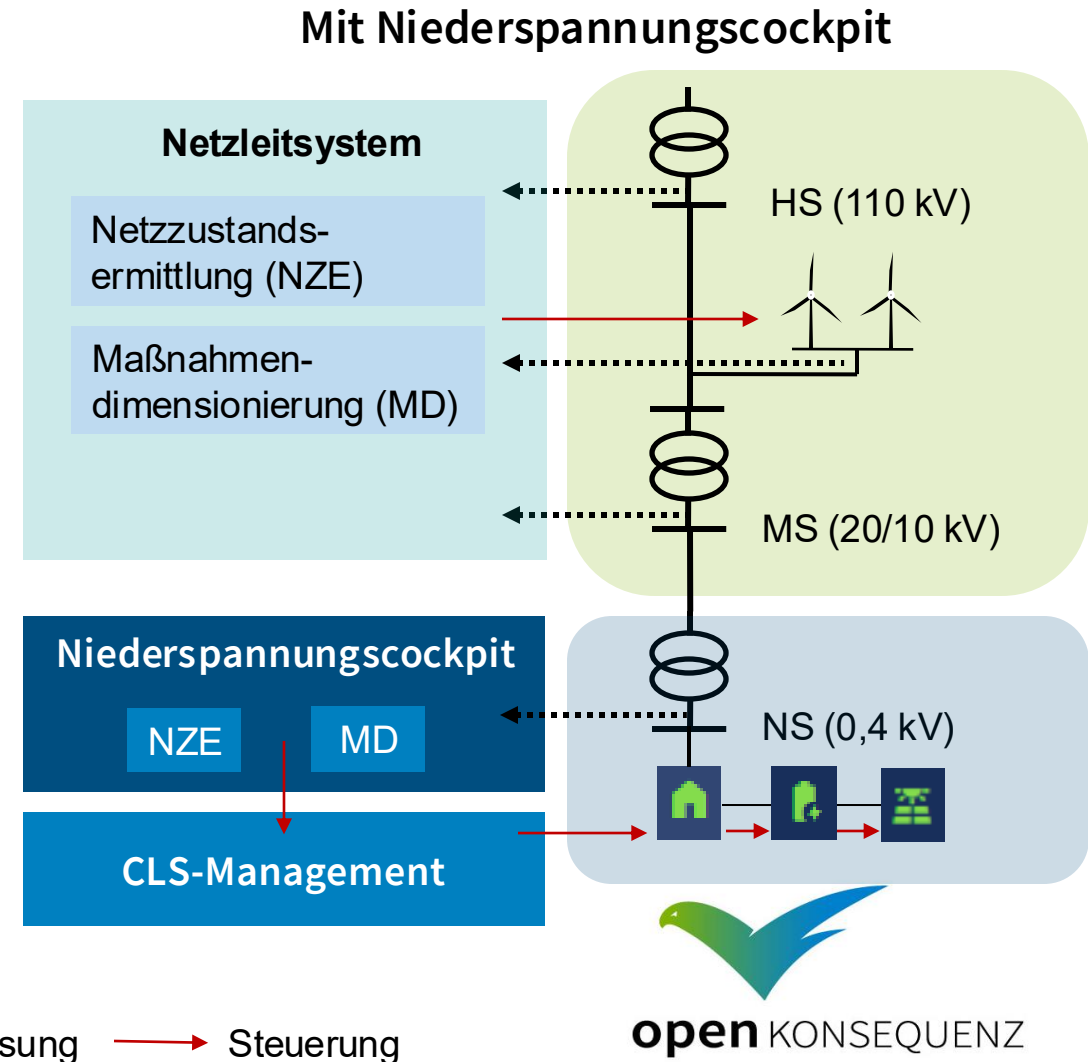 Mit Niederspannungscockpit
Netzleitsystem
Netzzustands-
ermittlung (NZE)
Maßnahmen-
dimensionierung (MD)
HS (110 kV)
MS (20/10 kV)
Niederspannungscockpit
NZE
MD
NS (0,4 kV)
CLS-Management
sung
Steuerung
open KONSEQUENZ